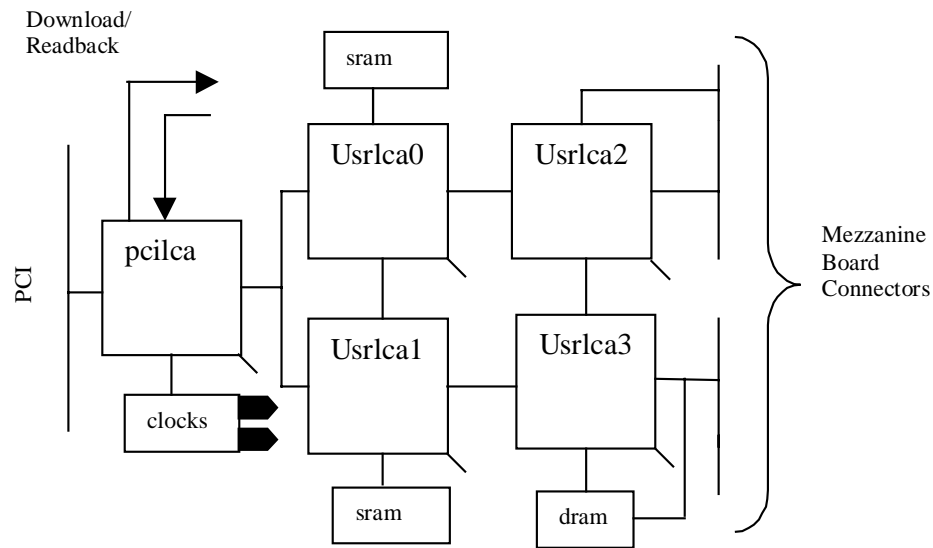 Download/
Readback
sram
Usrlca0
Usrlca2
pcilca
PCI
Mezzanine
Board
Connectors
Usrlca1
Usrlca3
clocks
sram
dram